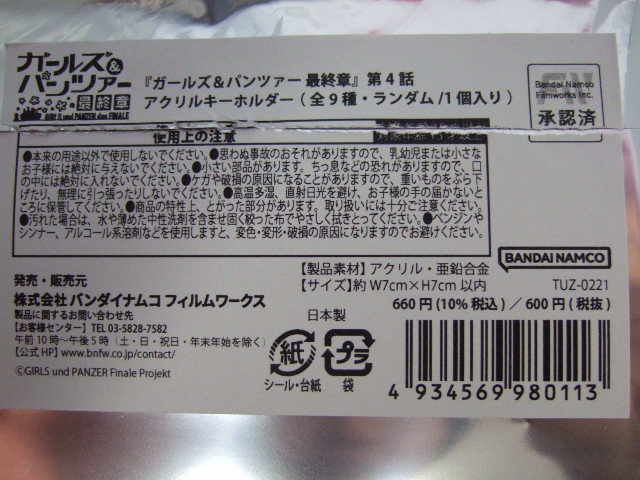 ガールズ&
パンツァー
最終章
GIRLS und PANZER das FINALE
『ガールズ&パンツァー 最終章』第4話
アクリルキーホルダー（全9種・ランダム/1個入り）
Bandai Namco
Filmworks Inc.
承認済
使用上の注意
●本来の用途以外で使用しないでください。●思わぬ事故のおそれがありますので、乳幼児または小さな
お子様には絶対に与えないでください。●小さい部品があります。ちっ息などの恐れがありますので、口
の中には絶対に入れないでください。●ケガや破損の原因になることがありますので、重いものをぶら下
げたり、無理に引っ張ったりしないでください。●高温多湿、直射日光を避け、お子様の手の届かないとこ
ろに保管してください。●商品の特性上、とがった部分があります。取り扱いには十分ご注意ください。
●汚れた場合は、水や薄めた中性洗剤を含ませ固く絞った布でやさしく拭きとってください。●ベンジンや
シンナー、アルコール系溶剤などを使用しますと、変色・変形・破損の原因になりますのでお避けください。
BANDAI NAMCO
発売・販売元
株式会社 バンダイナムコ フィルムワークス
製品に関するお問い合わせ先
【お客様センター】TEL 03-5828-7582
午前10時～午後5時（土・日・祝日・年末年始を除く）
【公式HP】www.bnfw.co.jp/contact/
©GIRLS und PANZER Finale Projekt
【製品素材】アクリル・亜鉛合金
【サイズ】約 W7cm×H7cm 以内
TUZ-0221
660円（10%税込）／600円（税抜）
日本製
紙
プラ
シール・台紙
袋
4 934569 980113